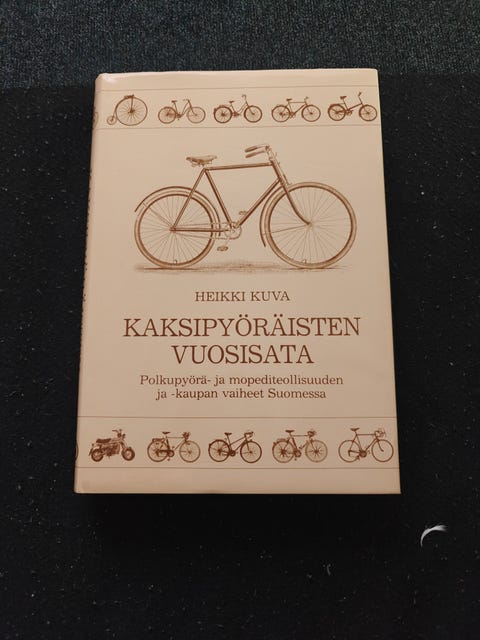 HEIKKI KUVA
KAKSIPYÖRÄISTEN
VUOSISATA
Polkupyörä- ja mopediteollisuuden
ja -kaupan vaiheet Suomessa